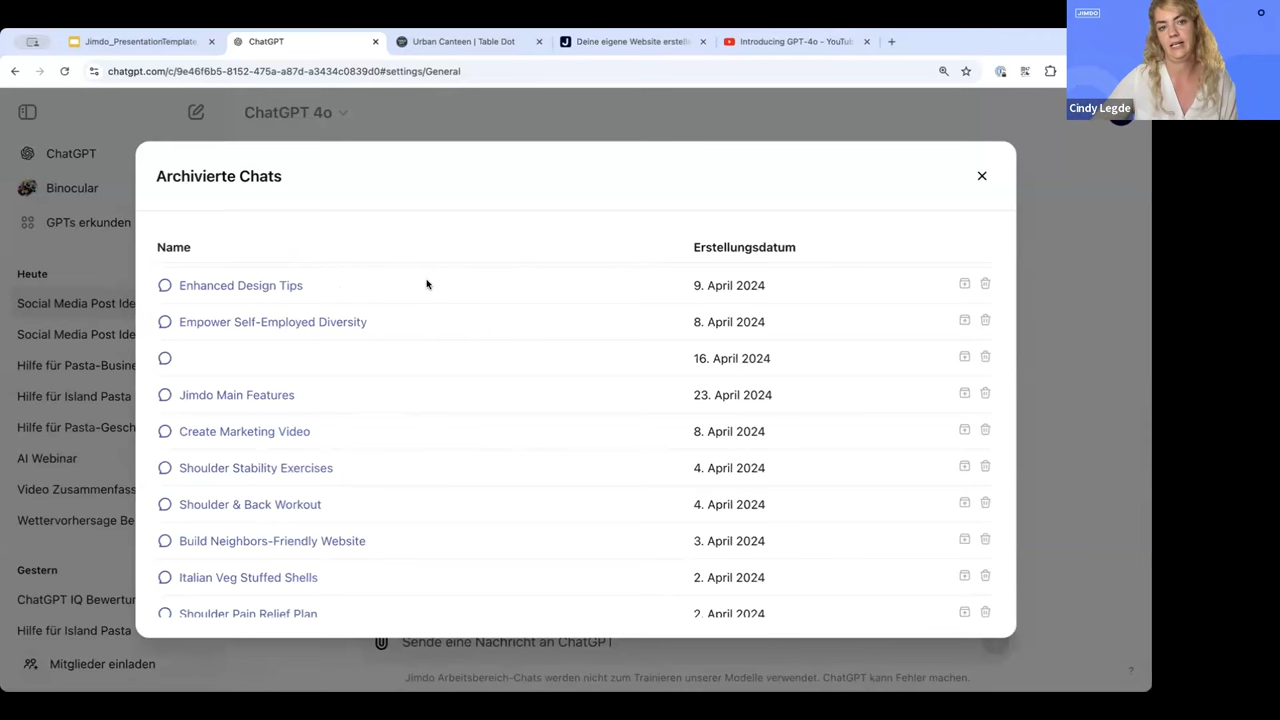 JIMDO
Cindy Legde
Jimdo_PresentationTemplate
ChatGPT
Urban Canteen | Table Dot
Deine eigene Website erstelle
Introducing GPT-4o - YouTu
chatgpt.com/c/9e46f6b5-8152-475a-a87d-a3434c0839d0#settings/General
ChatGPT 4o
ChatGPT
Binocular
GPTs erkunden
Heute
Social Media Post Ide
Social Media Post Ide
Hilfe für Pasta-Busine
Hilfe für Island Pasta
Hilfe für Pasta-Gesch
AI Webinar
Video Zusammenfass
Wettervorhersage Be
Gestern
ChatGPT IQ Bewertun
Hilfe für Island Pasta
Mitglieder einladen
Archivierte Chats
Name Erstellungsdatum
Enhanced Design Tips 9. April 2024
Empower Self-Employed Diversity 8. April 2024
16. April 2024
Jimdo Main Features 23. April 2024
Create Marketing Video 8. April 2024
Shoulder Stability Exercises 4. April 2024
Shoulder & Back Workout 4. April 2024
Build Neighbors-Friendly Website 3. April 2024
Italian Veg Stuffed Shells 2. April 2024
Shoulder Pain Relief Plan 2. April 2024
Sende eine Nachricht an ChatGPT
Jimdo Arbeitsbereich-Chats werden nicht zum Trainieren unserer Modelle verwendet. ChatGPT kann Fehler machen.
?